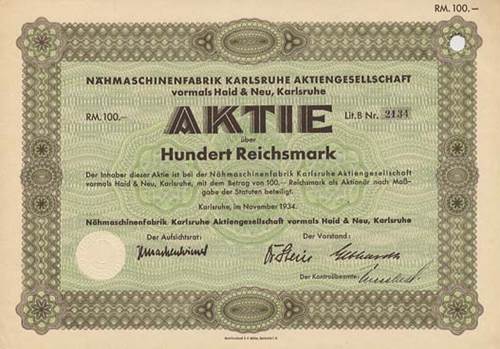 RM. 100.—
NÄHMASCHINENFABRIK KARLSRUHE AKTIENGESELLSCHAFT
vormals Haid & Neu, Karlsruhe
RM. 100.— AKTIE Lit. B Nr. 2134
über
Hundert Reichsmark
Der Inhaber dieser Aktie ist bei der Nähmaschinenfabrik Karlsruhe Aktiengesellschaft
vormals Haid & Neu, Karlsruhe, mit dem Betrag von 100.— Reichsmark als Aktionär nach Maß-
gabe der Statuten beteiligt.
Karlsruhe, im November 1934.
Nähmaschinenfabrik Karlsruhe Aktiengesellschaft vormals Haid & Neu, Karlsruhe
Der Aufsichtsrat: Der Vorstand:
Der Kontrollbeamte: